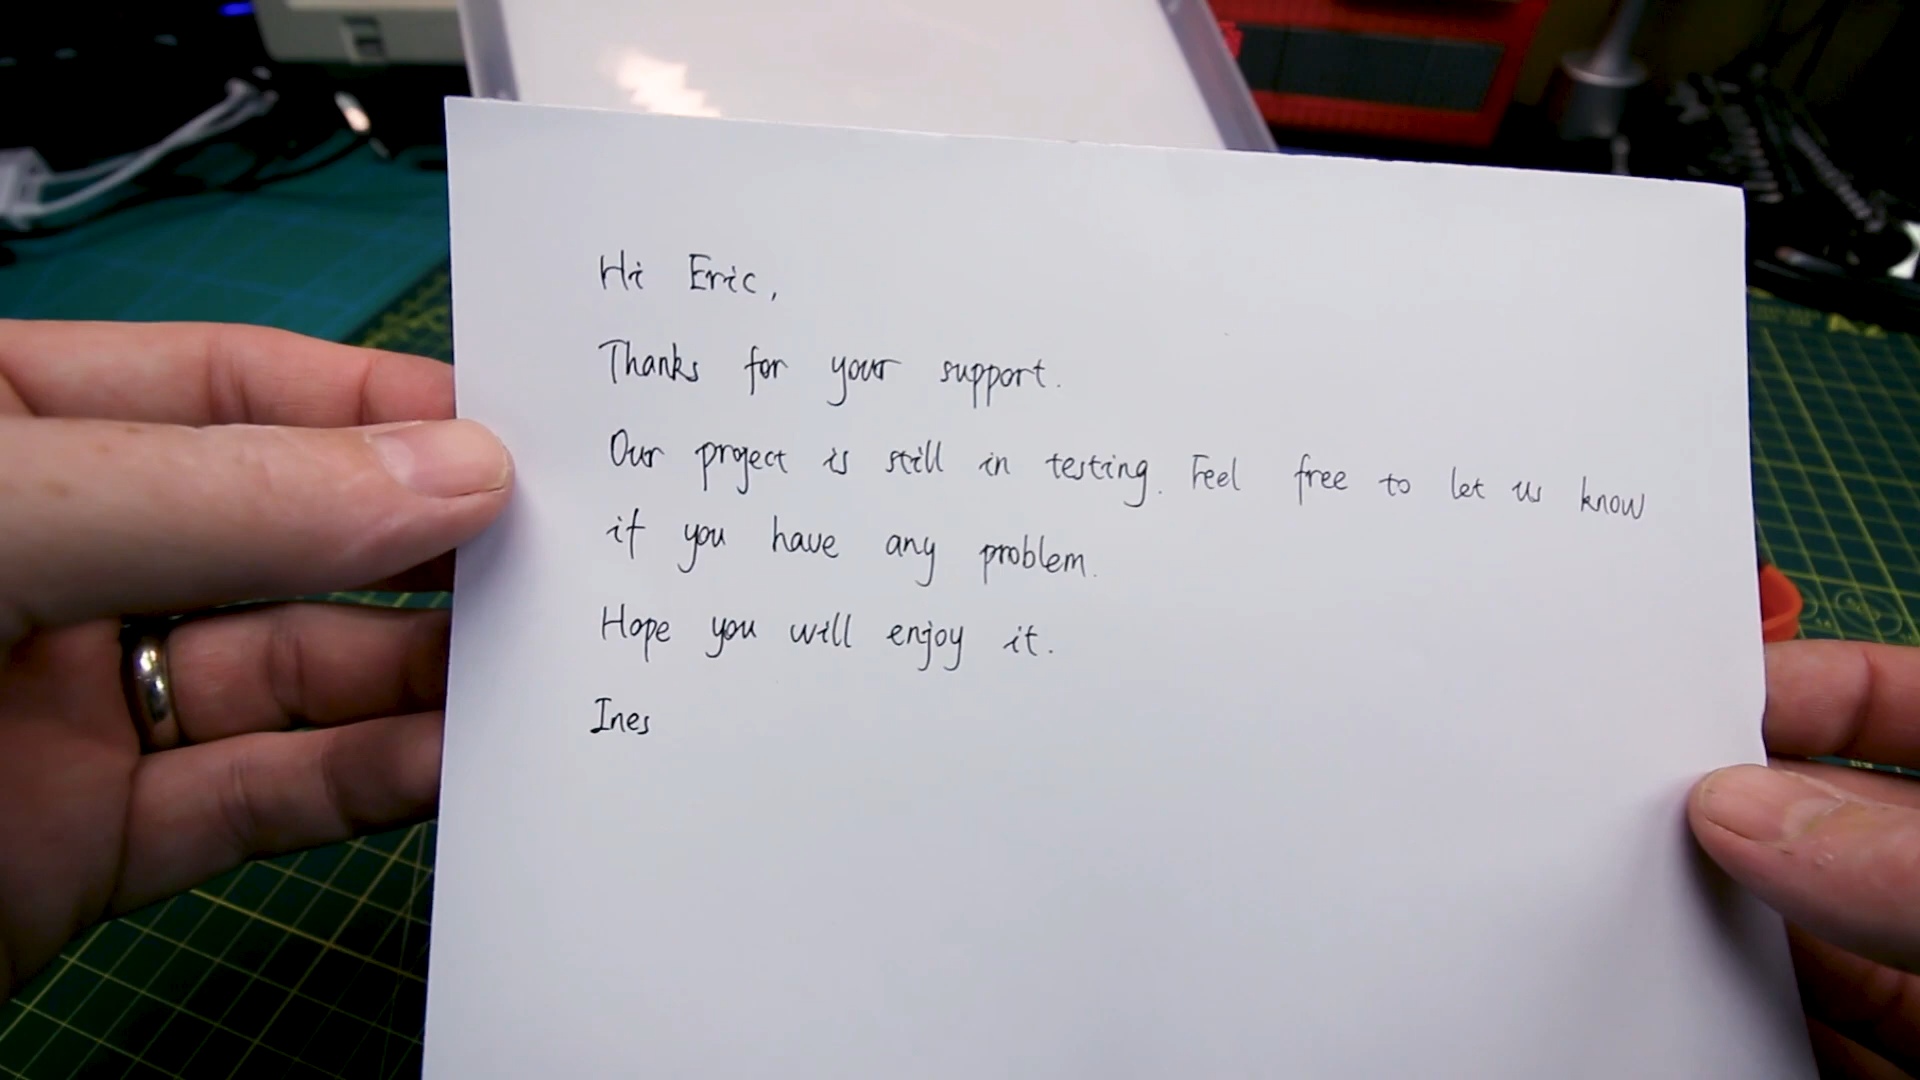 Hi Eric,
Thanks for your support.
Our project is still in testing. Feel free to let us know
if you have any problem.
Hope you will enjoy it.
Ines